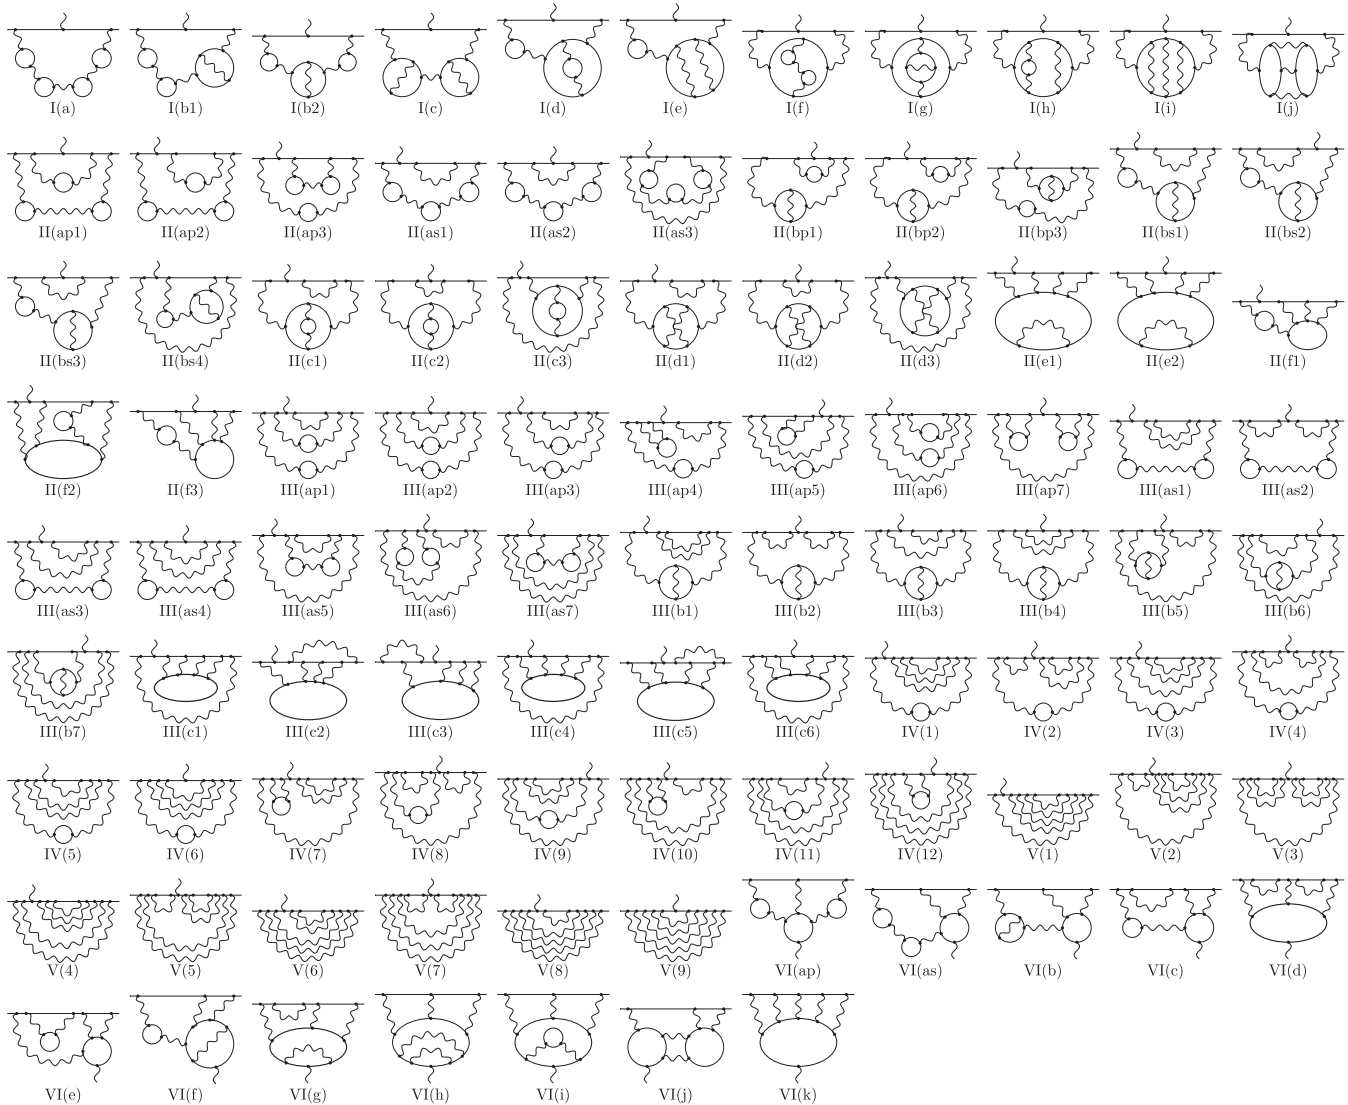 I(a) I(b1) I(b2) I(c) I(d) I(e) I(f) I(g) I(h) I(i) I(j)
II(ap1) II(ap2) II(ap3) II(as1) II(as2) II(as3) II(bp1) II(bp2) II(bp3) II(bs1) II(bs2)
II(bs3) II(bs4) II(c1) II(c2) II(c3) II(d1) II(d2) II(d3) II(e1) II(e2) II(f1)
II(f2) II(f3) III(ap1) III(ap2) III(ap3) III(ap4) III(ap5) III(ap6) III(ap7) III(as1) III(as2)
III(as3) III(as4) III(as5) III(as6) III(as7) III(b1) III(b2) III(b3) III(b4) III(b5) III(b6)
III(b7) III(c1) III(c2) III(c3) III(c4) III(c5) III(c6) IV(1) IV(2) IV(3) IV(4)
IV(5) IV(6) IV(7) IV(8) IV(9) IV(10) IV(11) IV(12) V(1) V(2) V(3)
V(4) V(5) V(6) V(7) V(8) V(9) VI(ap) VI(as) VI(b) VI(c) VI(d)
VI(e) VI(f) VI(g) VI(h) VI(i) VI(j) VI(k)